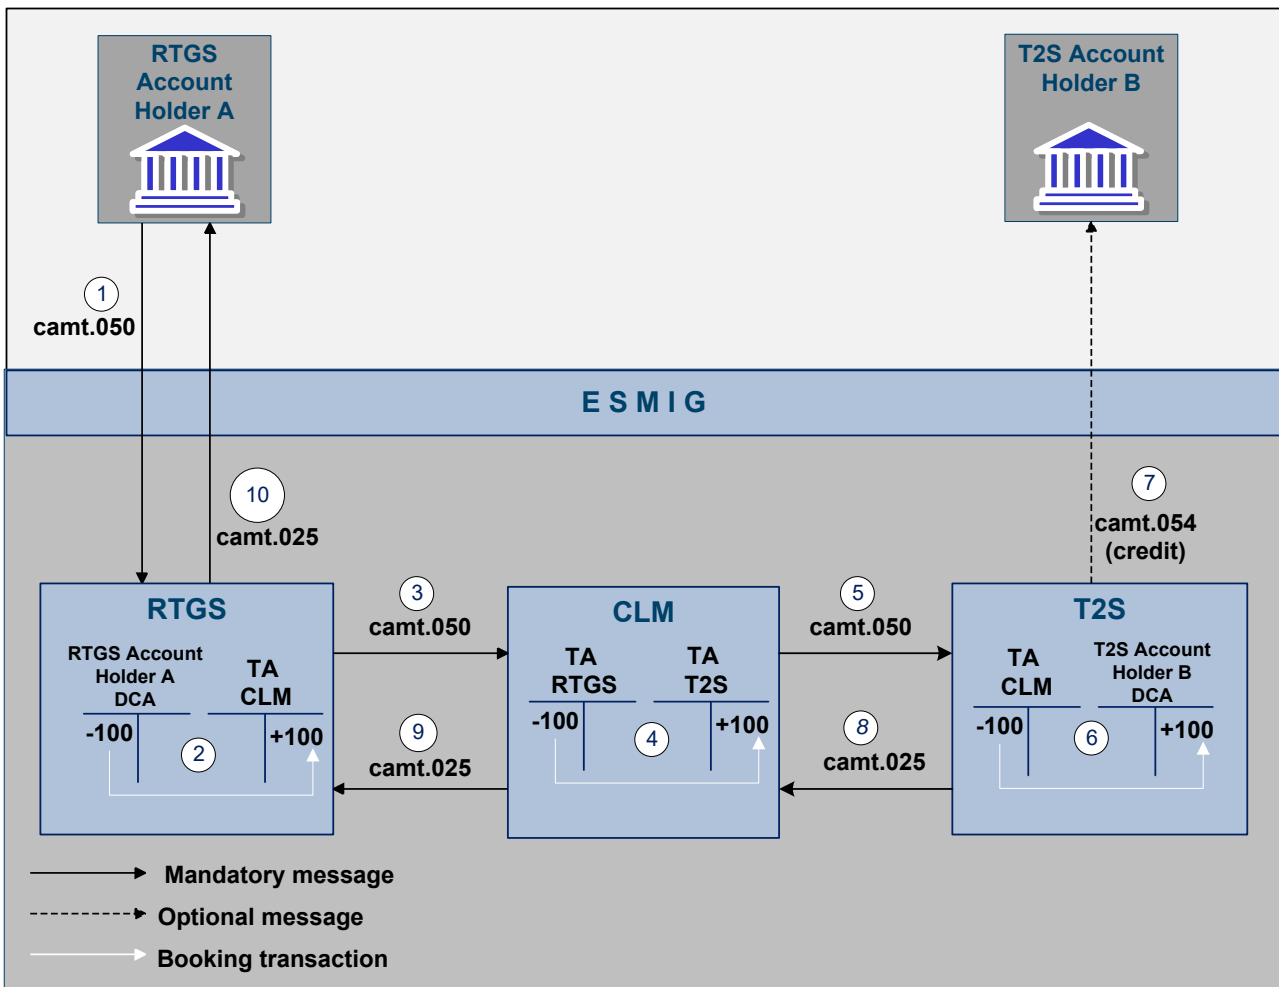 RTGS
Account
Holder A
T2S Account
Holder B
1
camt.050
E S M I G
10
camt.025
7
camt.054
(credit)
RTGS
RTGS Account
Holder A
DCA
TA
CLM
-100
+100
2
3
camt.050
9
camt.025
CLM
TA
RTGS
TA
T2S
-100
+100
4
5
camt.050
8
camt.025
T2S
TA
CLM
T2S Account
Holder B
DCA
-100
+100
6
Mandatory message
Optional message
Booking transaction